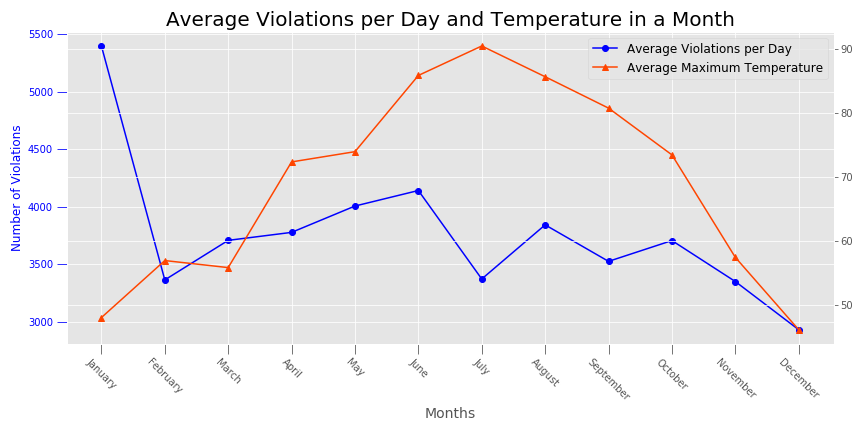 Average Violations per Day and Temperature in a Month
Average Violations per Day
Average Maximum Temperature
Number of Violations
5500
5000
4500
4000
3500
3000
90
80
70
60
50
January
February
March
April
May
June
July
August
September
October
November
December
Months